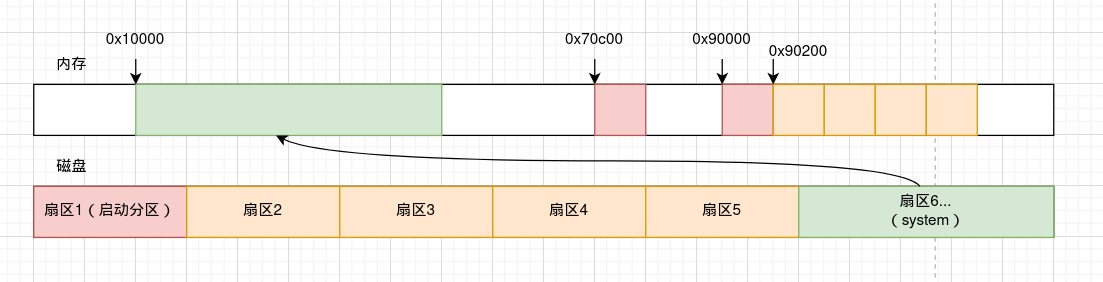 0x10000
0x70c00
0x90000
0x90200
内存
磁盘
扇区1（启动分区）
扇区2
扇区3
扇区4
扇区5
扇区6...
（system）